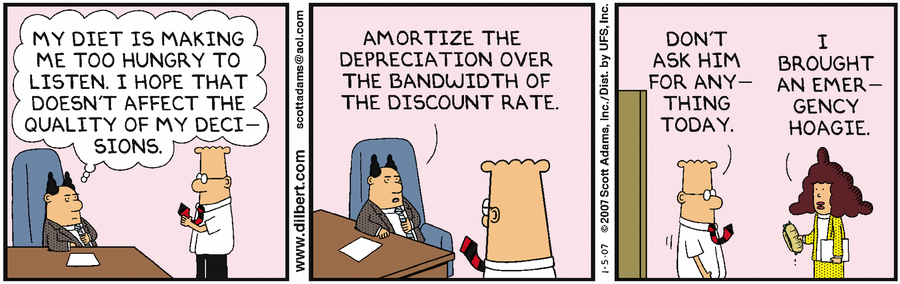 MY DIET IS MAKING
ME TOO HUNGRY TO
LISTEN. I HOPE THAT
DOESN'T AFFECT THE
QUALITY OF MY DECI-
SIONS.
www.dilbert.com
scottadams@aol.com
AMORTIZE THE
DEPRECIATION OVER
THE BANDWIDTH OF
THE DISCOUNT RATE.
1-5-07 © 2007 Scott Adams, Inc./Dist. by UFS, Inc.
DON'T
ASK HIM
FOR ANY-
THING
TODAY.
I
BROUGHT
AN EMER-
GENCY
HOAGIE.